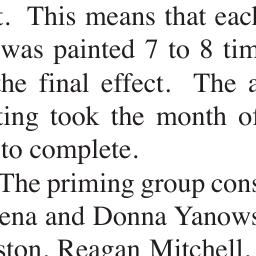 . This means that each
was painted 7 to 8 tim
he final effect. The a
ting took the month of
to complete.
The priming group cons
ena and Donna Yanows
ston, Reagan Mitchell,